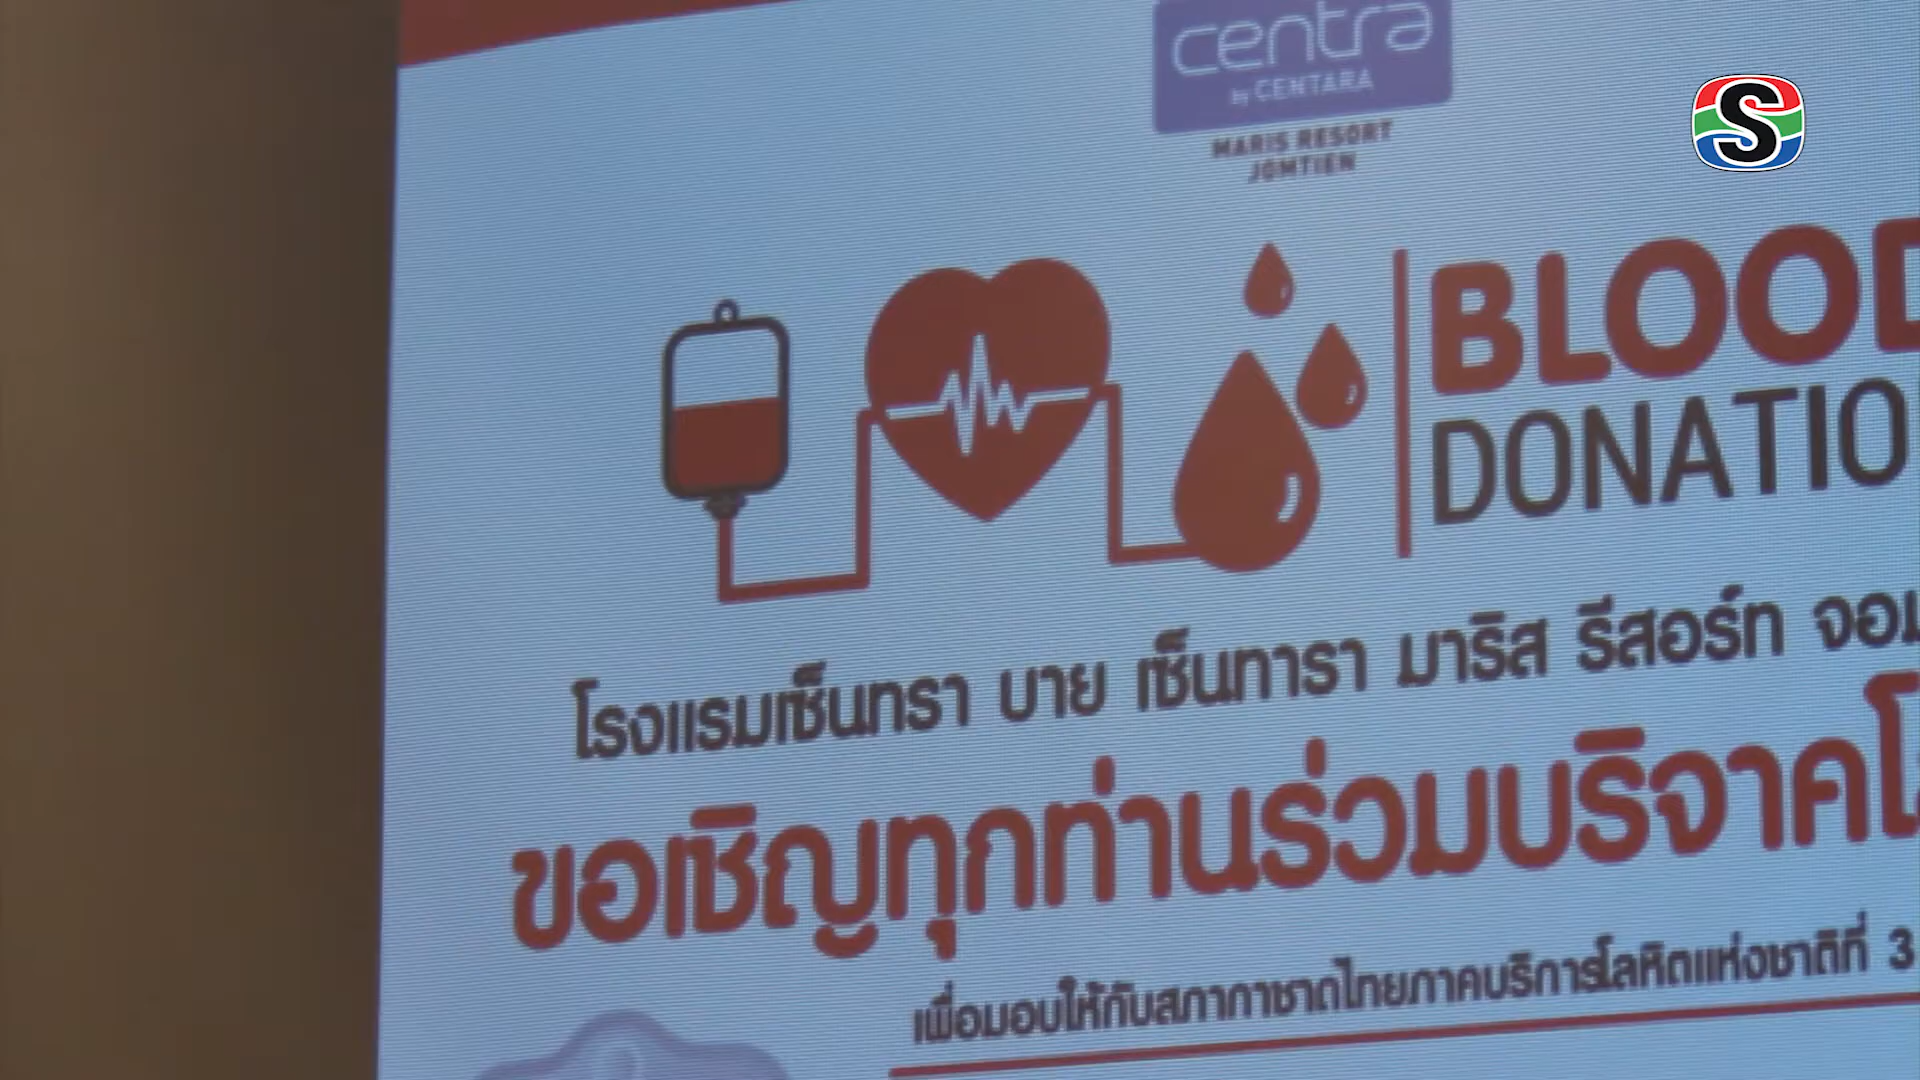 centra
by CENTARA
MARIS RESORT
JOMTIEN
S
BLOOD
DONATIO
โรงแรมเซ็นทรา บาย เซ็นทารา มาริส รีสอร์ท จอม
ขอเชิญทุกท่านร่วมบริจาคโ
เพื่อมอบให้กับสภากาชาดไทยภาคบริการโลหิตแห่งชาติที่ 3